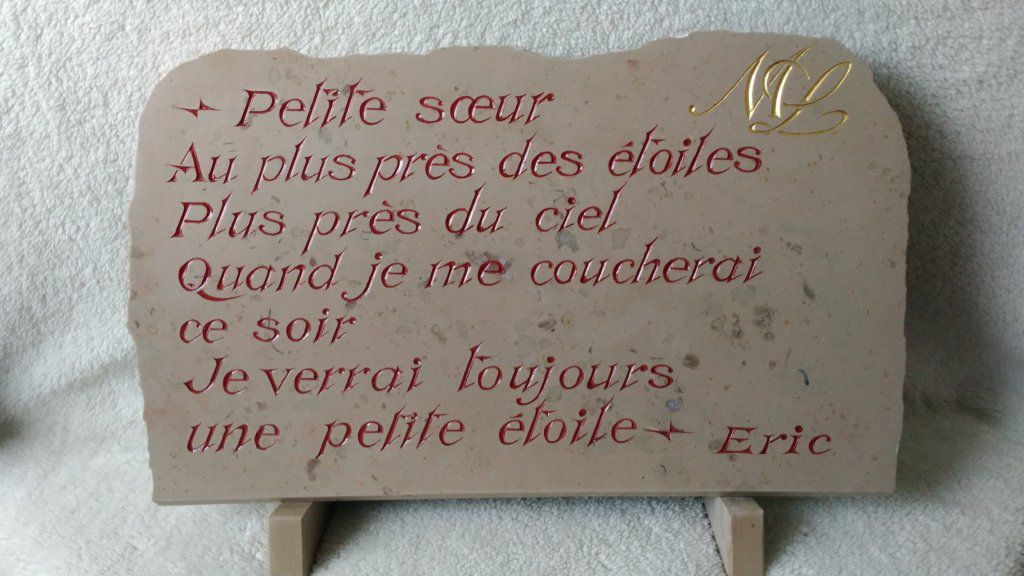 Petite sœur
Au plus près des étoiles
Plus près du ciel
Quand je me coucherai
ce soir
Je verrai toujours
une petite étoile
Eric